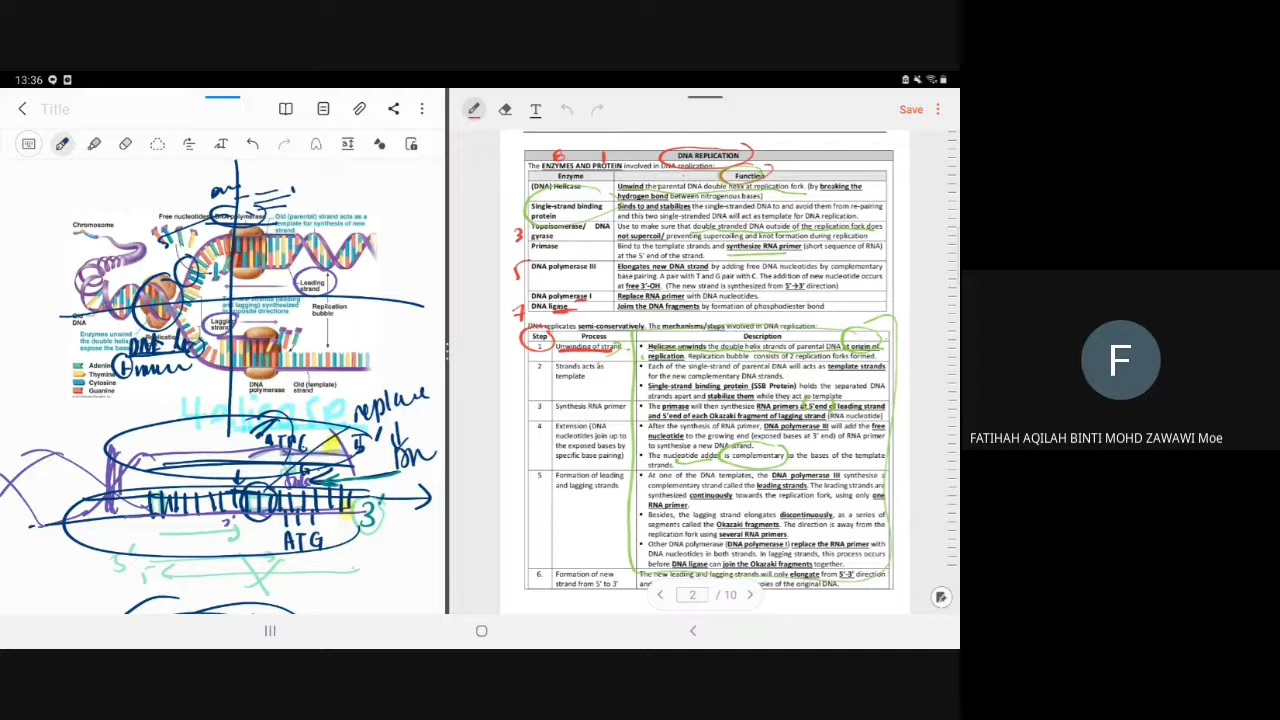 13:36
Title
Save
Free nucleotides
DNA polymerase
Old (parental) strand acts as a
template for synthesis of new
strand
Chromosome
Leading
strand
Lagging
strand
Replication
bubble
Old
DNA
Enzymes unwind
the double helix
expose the
DNA
polymerase
Old (template)
strand
Adenine
Thymine
Cytosine
Guanine
Helicase
replace
ATG
3'
ATG
6
1
DNA REPLICATION
The ENZYMES AND PROTEIN involved in DNA replication:
Enzyme
Function
(DNA) Helicase
Unwind the parental DNA double helix at replication fork. (by breaking the
hydrogen bond between nitrogenous bases)
Single-strand binding
protein
Binds to and stabilizes the single-stranded DNA to and avoid them from re-pairing
and this two single-stranded DNA will act as template for DNA replication.
3
Topoisomerase/ DNA
gyrase
Use to make sure that double stranded DNA outside of the replication fork does
not supercoil/ preventing supercoiling and knot formation during replication
Primase
Bind to the template strands and synthesize RNA primer (short sequence of RNA)
at the 5' end of the strand.
5
DNA polymerase III
Elongates new DNA strand by adding free DNA nucleotides by complementary
base pairing. A pair with T and G pair with C. The addition of new nucleotide occurs
at free 3'-OH. (The new strand is synthesized from 5'→3' direction)
DNA polymerase I
Replace RNA primer with DNA nucleotides.
7
DNA ligase
Joins the DNA fragments by formation of phosphodiester bond
DNA replicates semi-conservatively. The mechanisms/steps involved in DNA replication:
Step
Process
Description
1
Unwinding of strand
Helicase unwinds the double helix strands of parental DNA at origin of
replication. Replication bubble consists of 2 replication forks formed.
2
Strands acts as
template
Each of the single-strand of parental DNA will acts as template strands
for the new complementary DNA strands.
Single-strand binding protein (SSB Protein) holds the separated DNA
strands apart and stabilize them while they act as template
3
Synthesis RNA primer
The primase will then synthesize RNA primers at 5'end of leading strand
and 5'end of each Okazaki fragment of lagging strand (RNA nucleotide)
4
Extension (DNA
nucleotides join up to
the exposed bases by
specific base pairing)
After the synthesis of RNA primer, DNA polymerase III will add the free
nucleotide to the growing end (exposed bases at 3' end) of RNA primer
to synthesise a new DNA strand.
The nucleotide added is complementary to the bases of the template
strands.
5
Formation of leading
and lagging strands
At one of the DNA templates, the DNA polymerase III synthesise a
complementary strand called the leading strands. The leading strands are
synthesized continuously towards the replication fork, using only one
RNA primer.
Besides, the lagging strand elongates discontinuously, as a series of
segments called the Okazaki fragments. The direction is away from the
replication fork using several RNA primers.
Other DNA polymerase (DNA polymerase I) replace the RNA primer with
DNA nucleotides in both strands. In lagging strands, this process occurs
before DNA ligase can join the Okazaki fragments together.
6.
Formation of new
strand from 5' to 3'
The new leading and lagging strands will only elongate from 5'-3' direction
and
copies of the original DNA.
2 / 10
F
FATIHAH AQILAH BINTI MOHD ZAWAWI Moe